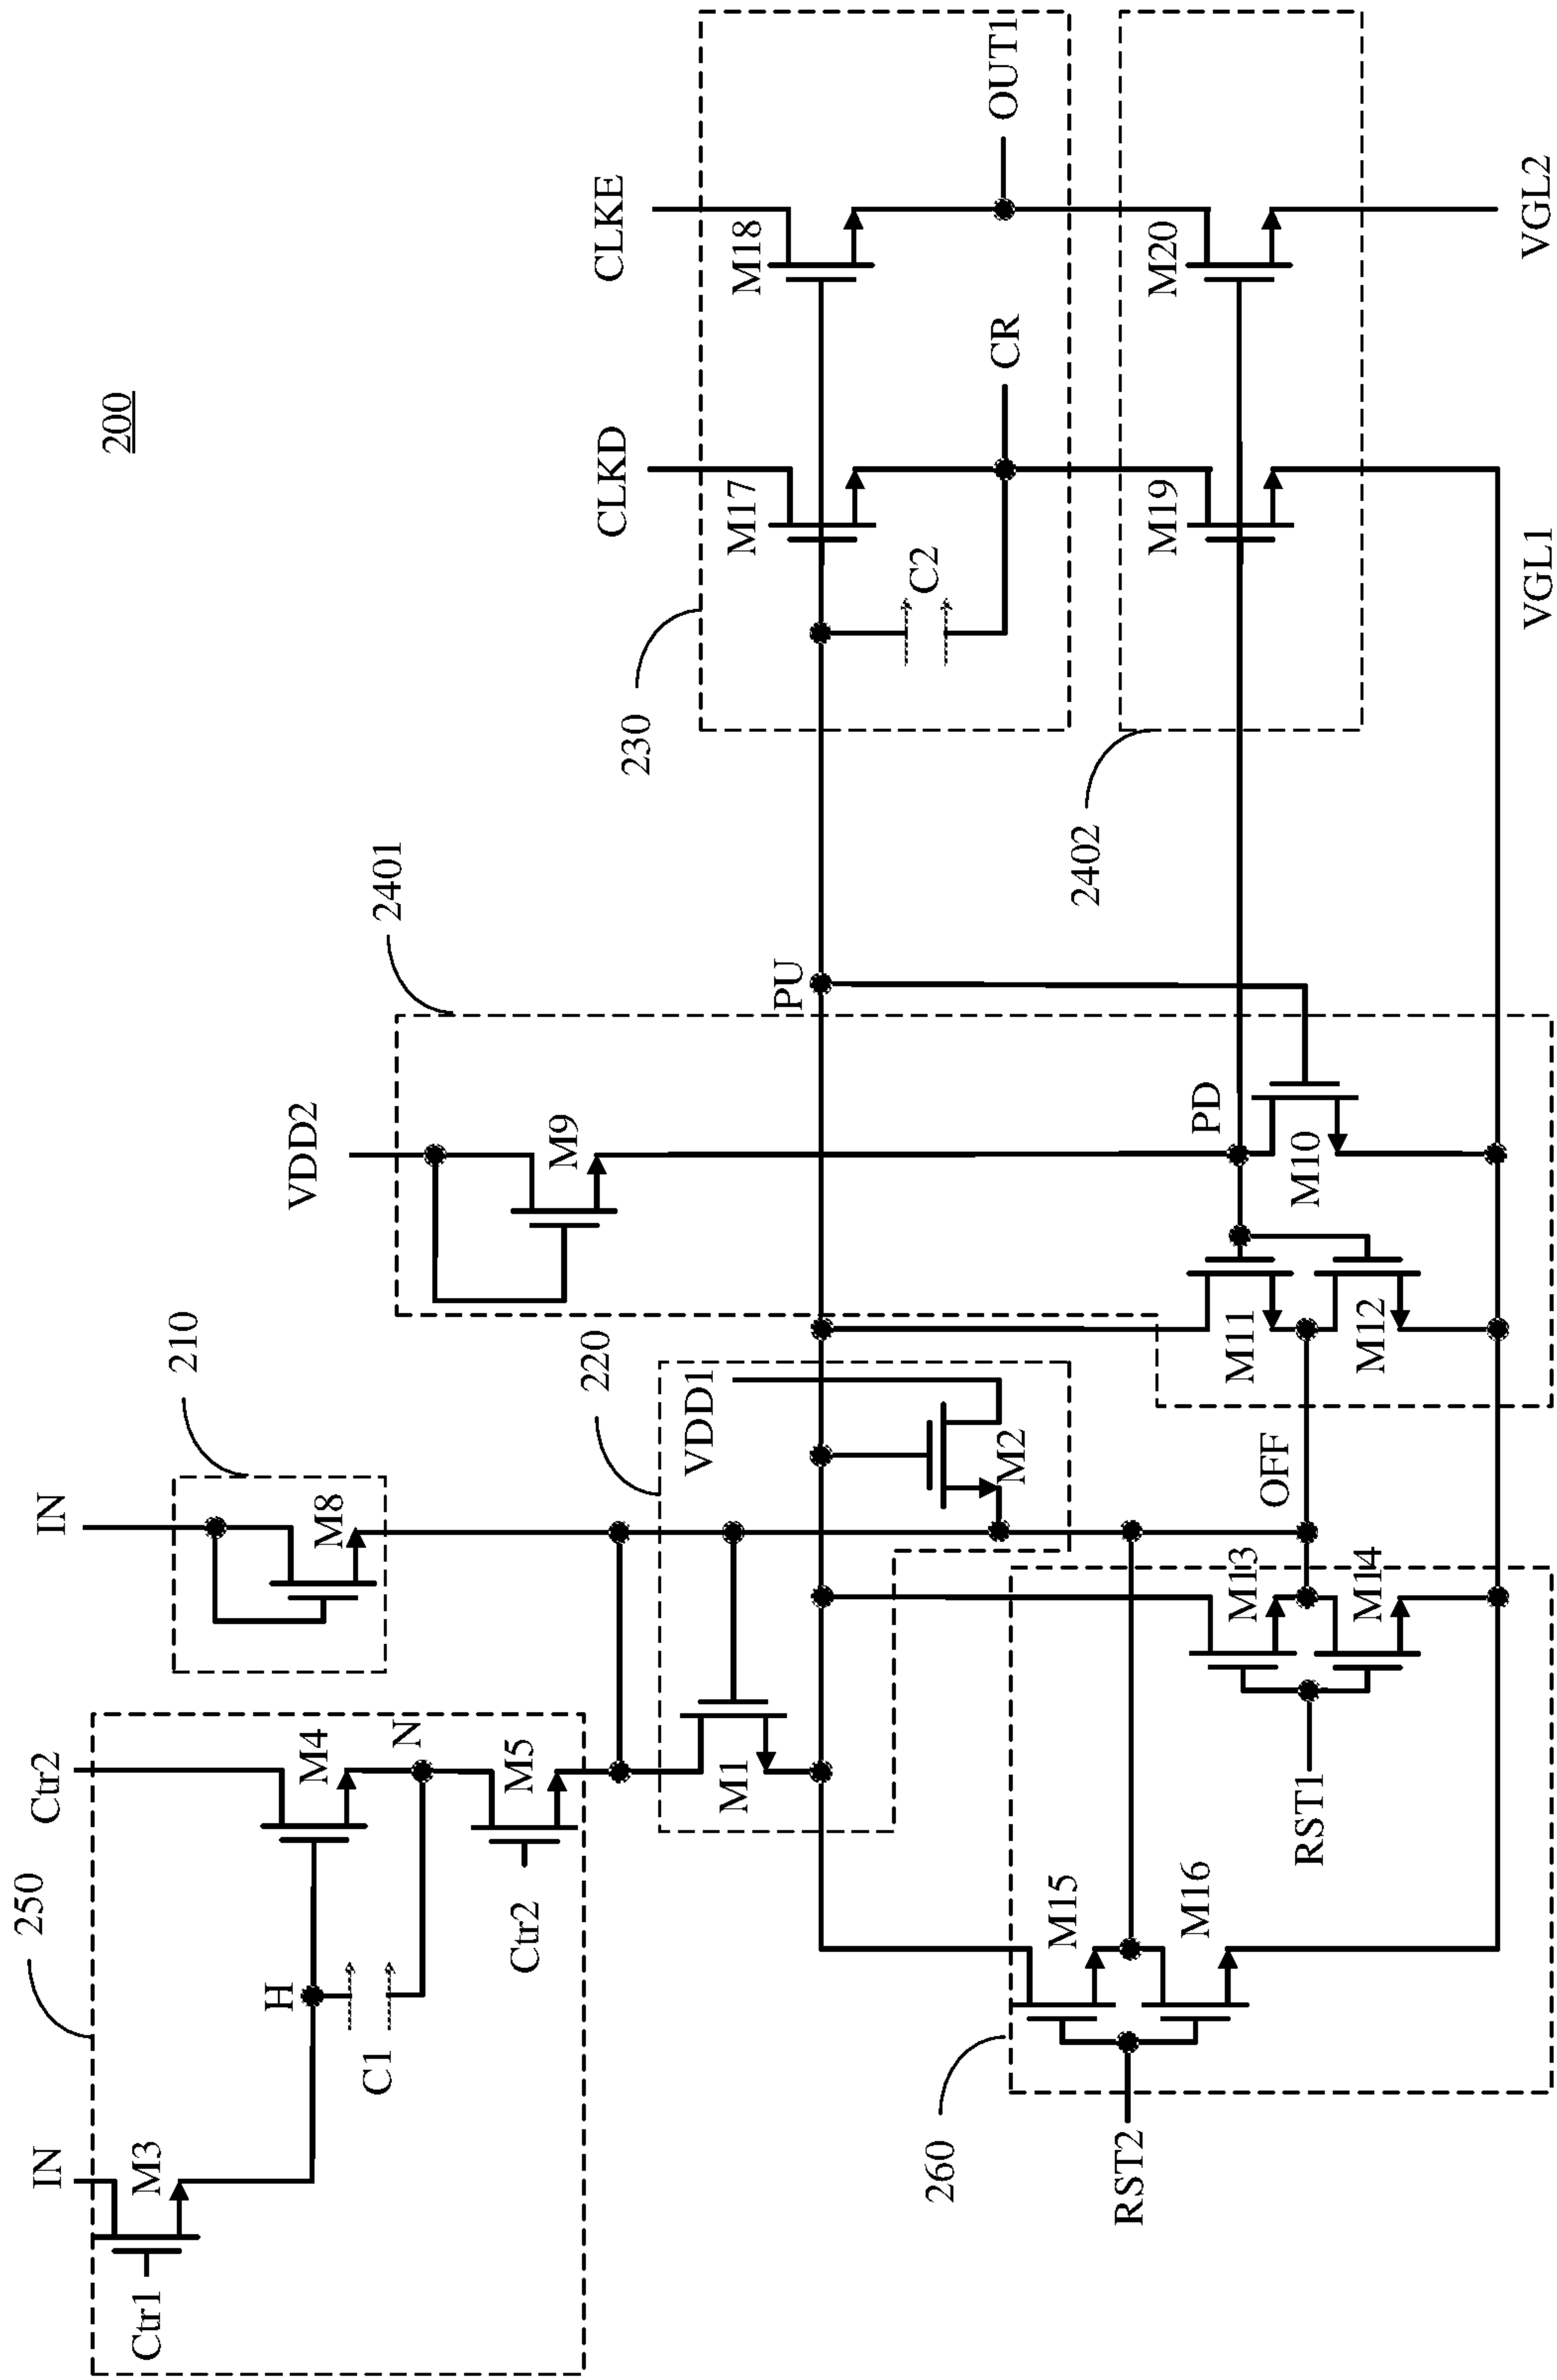 200
IN
Ctr1
M3
H
C1
250
Ctr2
M4
N
M5
Ctr2
IN
M8
210
VDD2
M9
2401
CLKD
CLKE
M17
M18
C2
CR
OUT1
230
220
VDD1
M1
M2
PU
PD
M10
M11
M12
OFF
M13
M14
RST1
M15
M16
RST2
260
2402
M19
M20
VGL1
VGL2